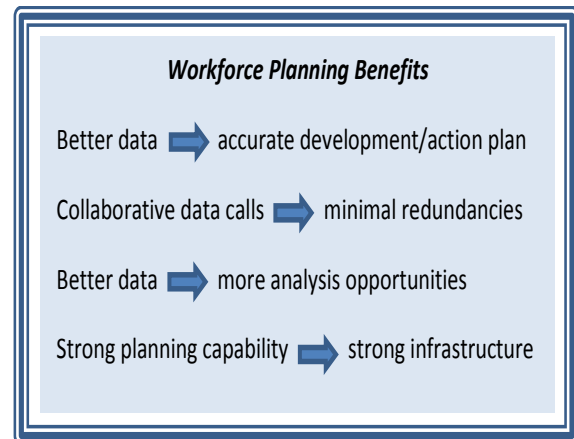 Workforce Planning Benefits
Better data accurate development/action plan
Collaborative data calls minimal redundancies
Better data more analysis opportunities
Strong planning capability strong infrastructure